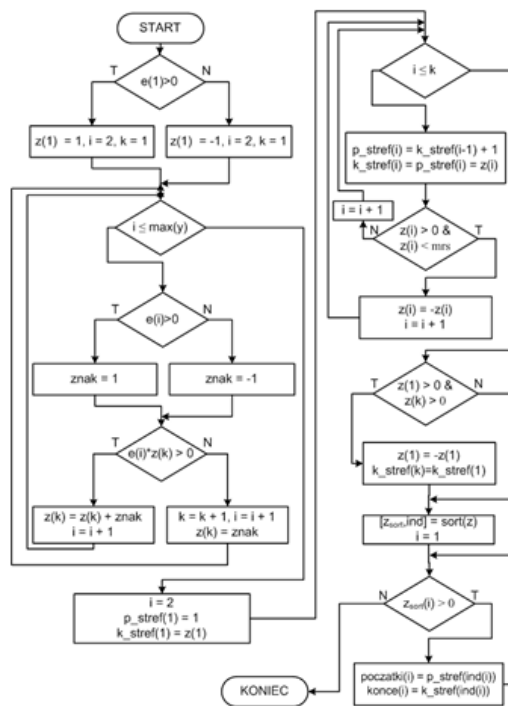 START
e(1)>0
T
N
z(1) = 1, i = 2, k = 1
z(1) = -1, i = 2, k = 1
i ≤ max(y)
e(i)>0
T
N
znak = 1
znak = -1
e(i)*z(k) > 0
T
N
z(k) = z(k) + znak
i = i + 1
k = k + 1, i = i + 1
z(k) = znak
i = 2
p_stref(1) = 1
k_stref(1) = z(1)
i ≤ k
p_stref(i) = k_stref(i-1) + 1
k_stref(i) = p_stref(i) = z(i)
i = i + 1
z(i) > 0 &
z(i) < mrs
N
T
z(i) = -z(i)
i = i + 1
z(1) > 0 &
z(k) > 0
T
N
z(1) = -z(1)
k_stref(k)=k_stref(1)
[zsort,ind] = sort(z)
i = 1
zsort(i) > 0
N
T
poczatki(i) = p_stref(ind(i))
konce(i) = k_stref(ind(i))
KONIEC